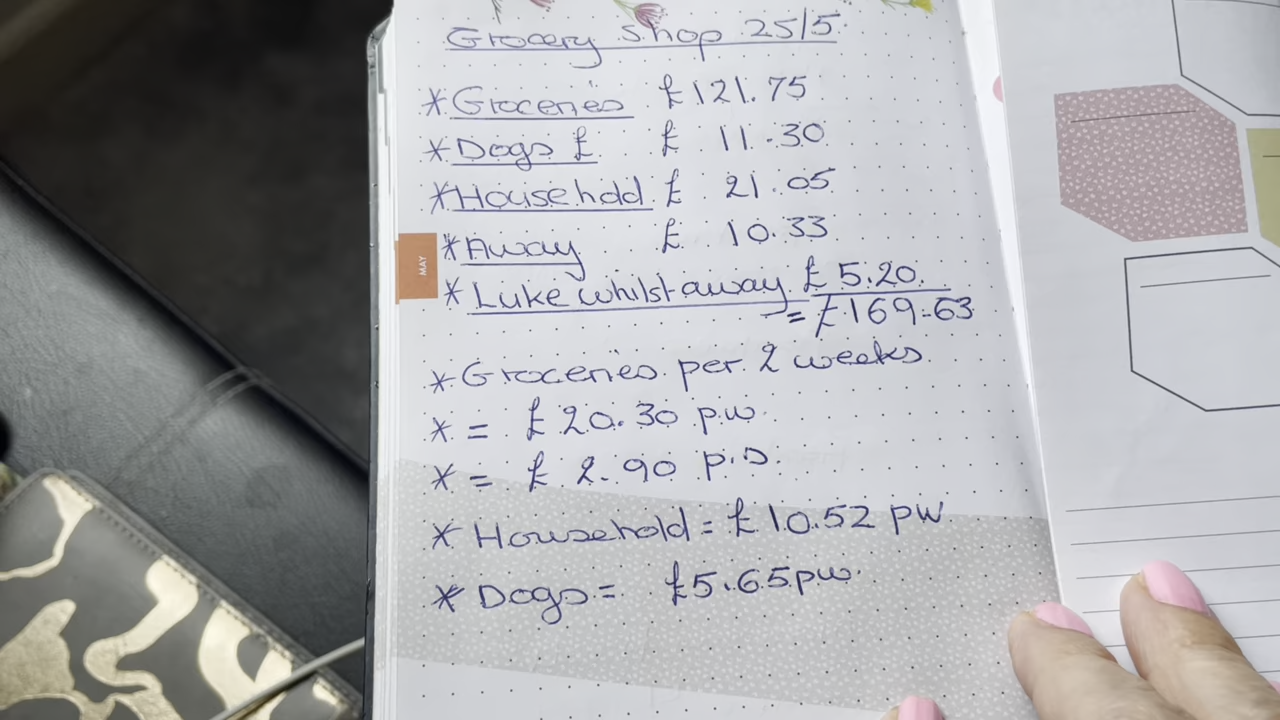 Grocery Shop 25/5
* Groceries £121.75
* Dogs £ £ 11.30
* Household £ 21.05
* Away £ 10.33
* Luke whilst away £5.20
= £169.63
* Groceries per 2 weeks
* = £20.30 p.w.
* = £ 2.90 p.D.
* Household = £10.52 pw
* Dogs = £5.65pw.
MAY